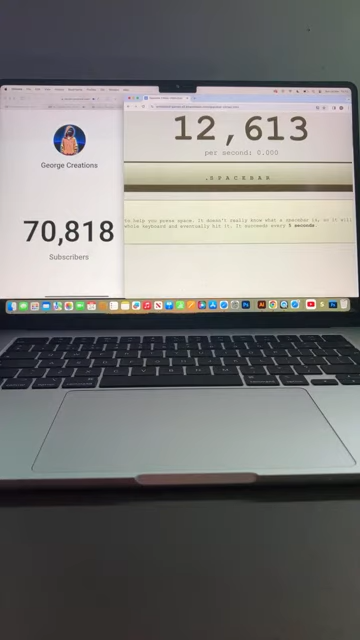 George Creations
70,818
Subscribers
12,613
per second: 0.000
.SPACEBAR
to help you press space. It doesn't really know what a spacebar is, so it will
while keyboard and eventually hit it. It succeeds every 5 seconds